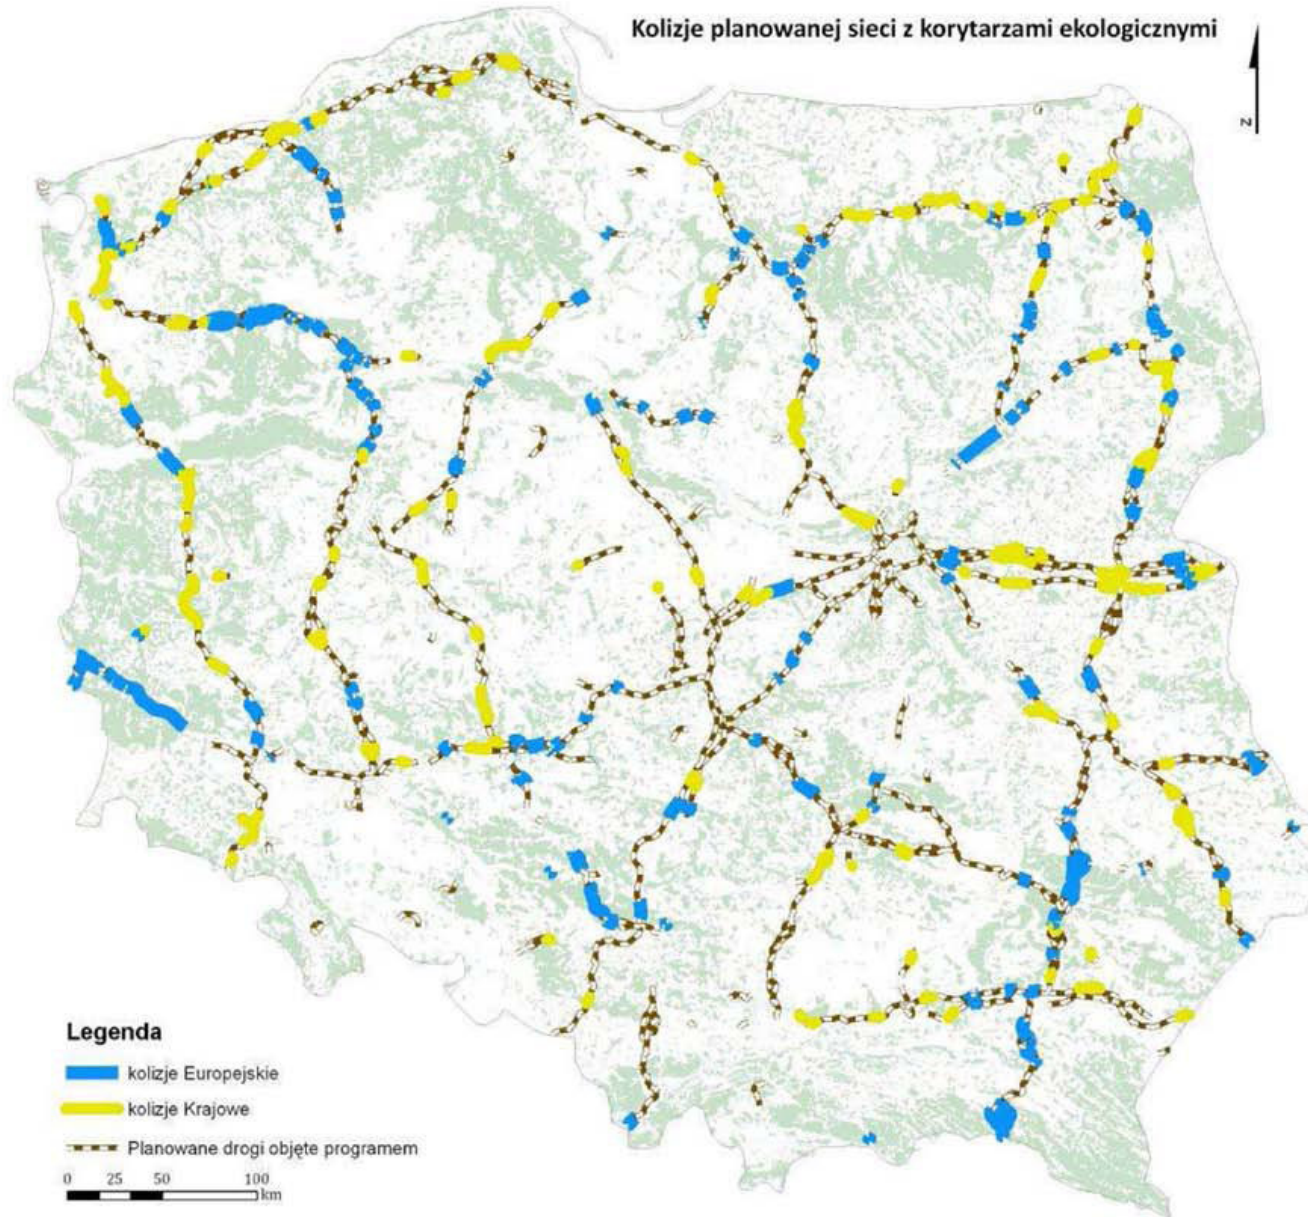 Kolizje planowanej sieci z korytarzami ekologicznymi
N
Legenda
kolizje Europejskie
kolizje Krajowe
Planowane drogi objęte programem
0 25 50 100
km